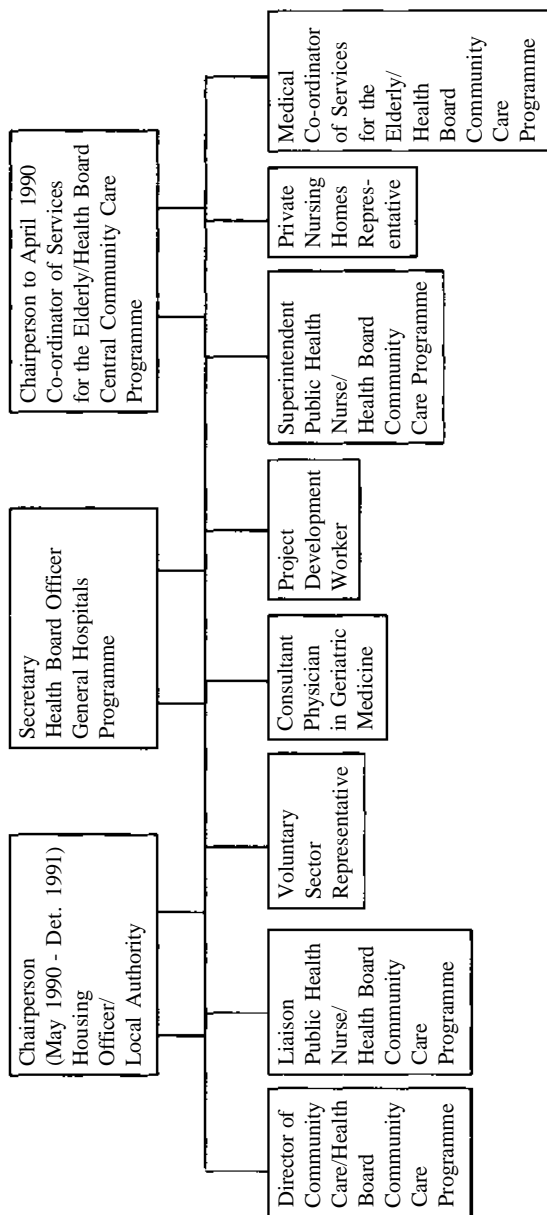 Chairperson
(May 1990 - Det. 1991)
Housing
Officer/
Local Authority
Secretary
Health Board Officer
General Hospitals
Programme
Chairperson to April 1990
Co-ordinator of Services
for the Elderly/Health Board
Central Community Care
Programme
Director of
Community
Care/Health
Board
Community
Care
Programme
Liaison
Public Health
Nurse/
Health Board
Community
Care
Programme
Voluntary
Sector
Representative
Consultant
Physician
in Geriatric
Medicine
Project
Development
Worker
Superintendent
Public Health
Nurse/
Health Board
Community
Care Programme
Private
Nursing
Homes
Repres-
entative
Medical
Co-ordinator
of Services
for the
Elderly/
Health
Board
Community
Care
Programme